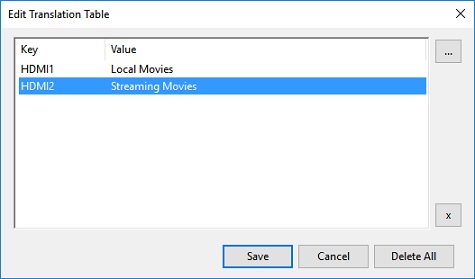 Edit Translation Table
Key Value
...
HDMI1 Local Movies
HDMI2 Streaming Movies
x
Save Cancel Delete All